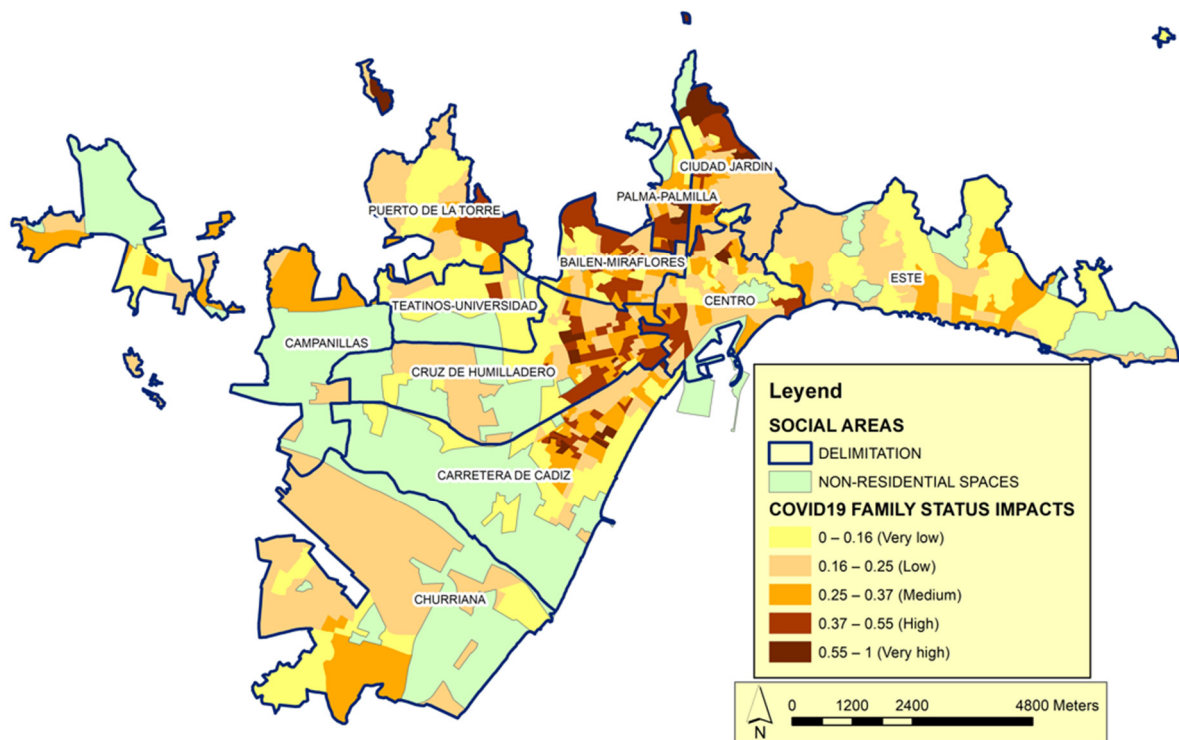 CIUDAD JARDIN
PALMA-PALMILLA
PUERTO DE LA TORRE
BAILEN-MIRAFLORES
ESTE
TEATINOS-UNIVERSIDAD
CENTRO
CAMPANILLAS
CRUZ DE HUMILLADERO
CARRETERA DE CADIZ
CHURRIANA
Leyend
SOCIAL AREAS
DELIMITATION
NON-RESIDENTIAL SPACES
COVID19 FAMILY STATUS IMPACTS
0 – 0.16 (Very low)
0.16 – 0.25 (Low)
0.25 – 0.37 (Medium)
0.37 – 0.55 (High)
0.55 – 1 (Very high)
N
0 1200 2400 4800 Meters